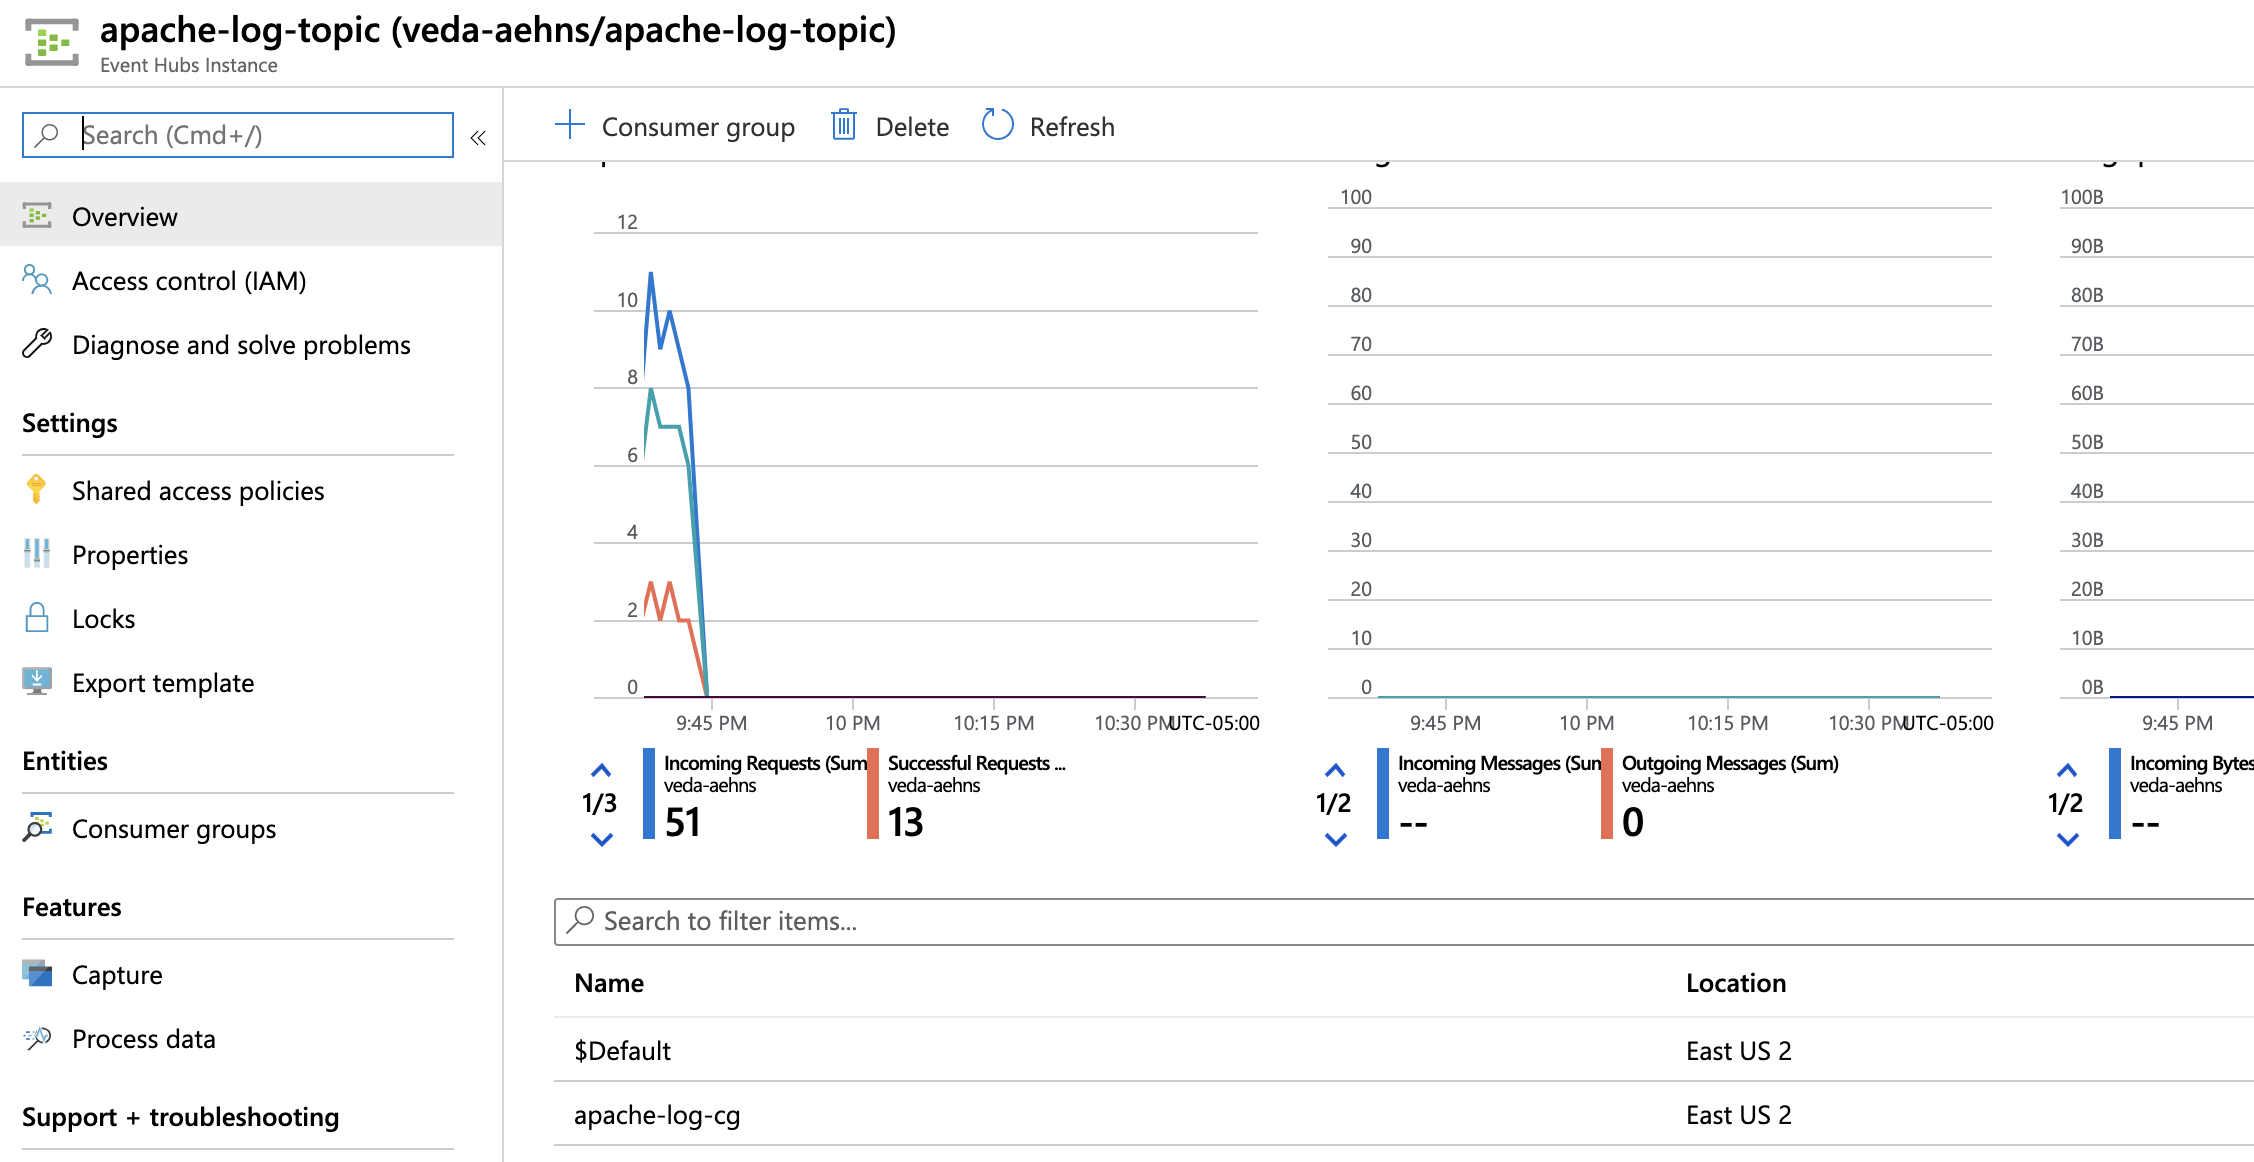 apache-log-topic (veda-aehns/apache-log-topic)
Event Hubs Instance
Search (Cmd+/)
«
Overview
Access control (IAM)
Diagnose and solve problems
Settings
Shared access policies
Properties
Locks
Export template
Entities
Consumer groups
Features
Capture
Process data
Support + troubleshooting
Consumer group
Delete
Refresh
12
10
8
6
4
2
0
9:45 PM
10 PM
10:15 PM
10:30 PM
UTC-05:00
1/3
Incoming Requests (Sum
veda-aehns
51
Successful Requests ...
veda-aehns
13
100
90
80
70
60
50
40
30
20
10
0
9:45 PM
10 PM
10:15 PM
10:30 PM
UTC-05:00
1/2
Incoming Messages (Sum
veda-aehns
--
Outgoing Messages (Sum)
veda-aehns
0
100B
90B
80B
70B
60B
50B
40B
30B
20B
10B
0B
9:45 PM
1/2
Incoming Bytes
veda-aehns
--
Search to filter items...
Name Location
$Default East US 2
apache-log-cg East US 2